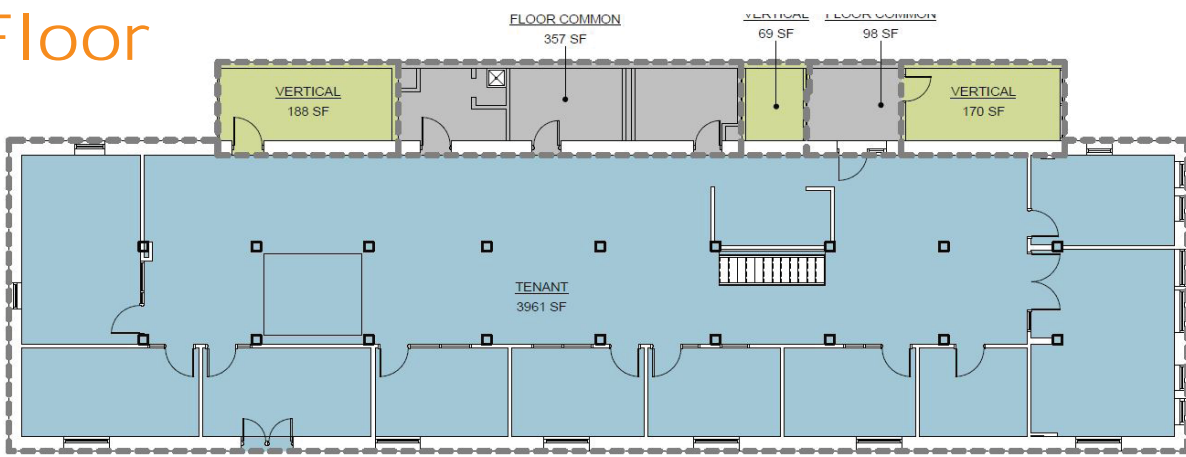 Floor
FLOOR COMMON
357 SF
VERTICAL
69 SF
FLOOR COMMON
98 SF
VERTICAL
188 SF
VERTICAL
170 SF
TENANT
3961 SF